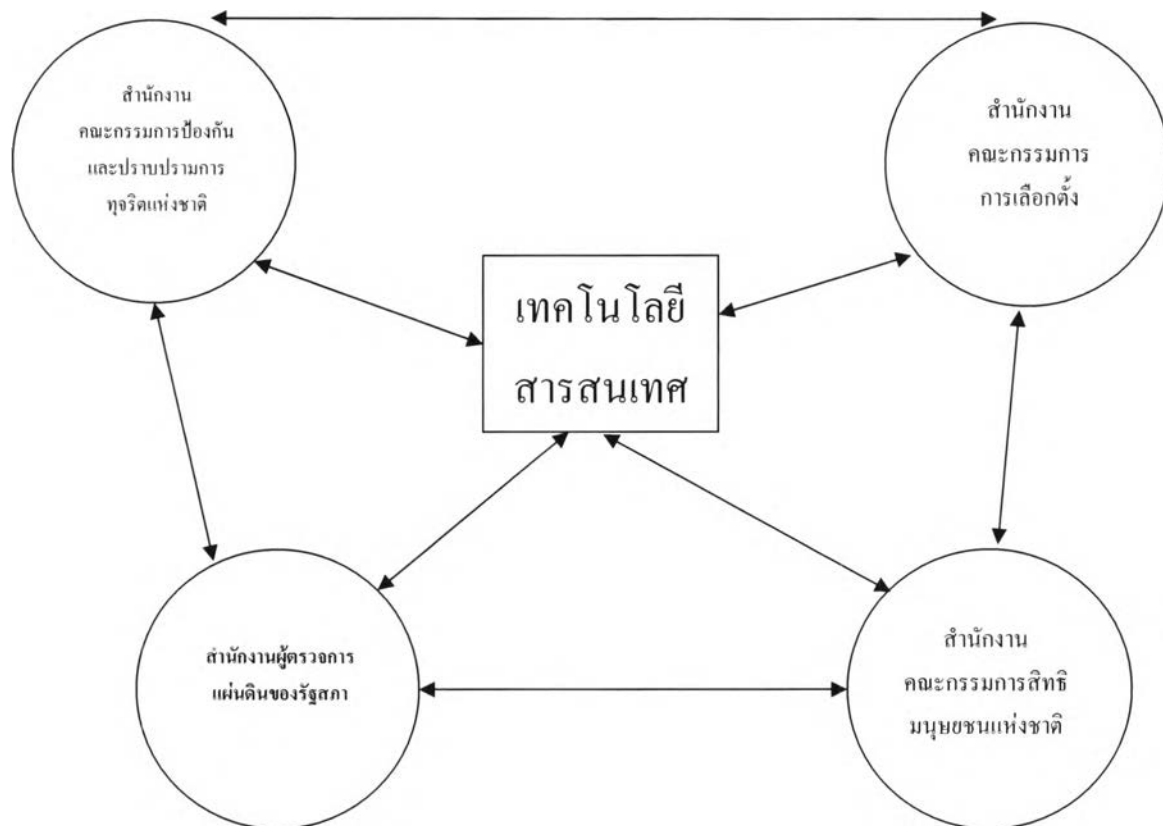 สำนักงาน
คณะกรรมการป้องกัน
และปราบปรามการ
ทุจริตแห่งชาติ
สำนักงาน
คณะกรรมการ
การเลือกตั้ง
เทคโนโลยี
สารสนเทศ
สำนักงานผู้ตรวจการ
แผ่นดินของรัฐสภา
สำนักงาน
คณะกรรมการสิทธิ
มนุษยชนแห่งชาติ